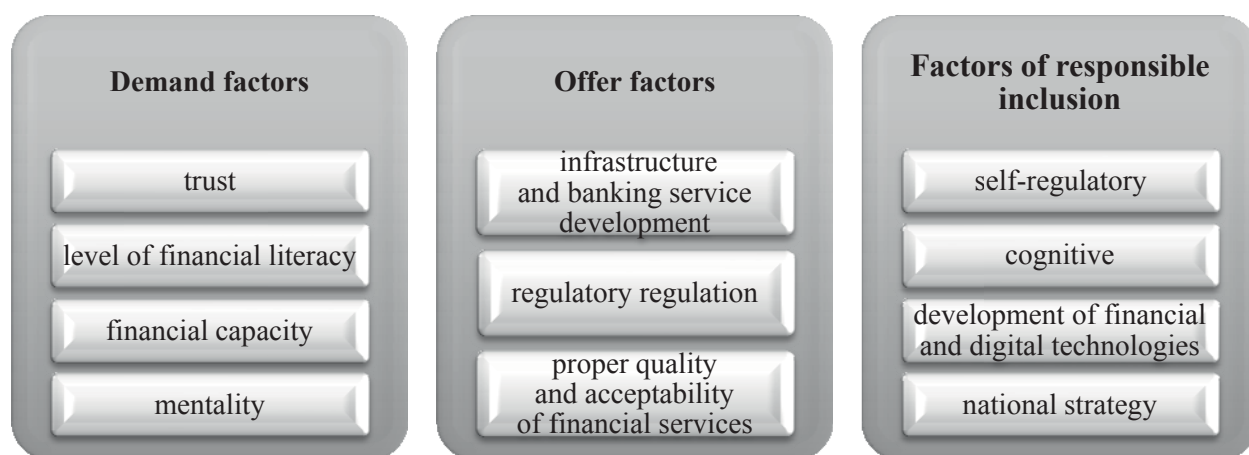 Demand factors
trust
level of financial literacy
financial capacity
mentality
Offer factors
infrastructure
and banking service
development
regulatory regulation
proper quality
and acceptability
of financial services
Factors of responsible
inclusion
self-regulatory
cognitive
development of financial
and digital technologies
national strategy